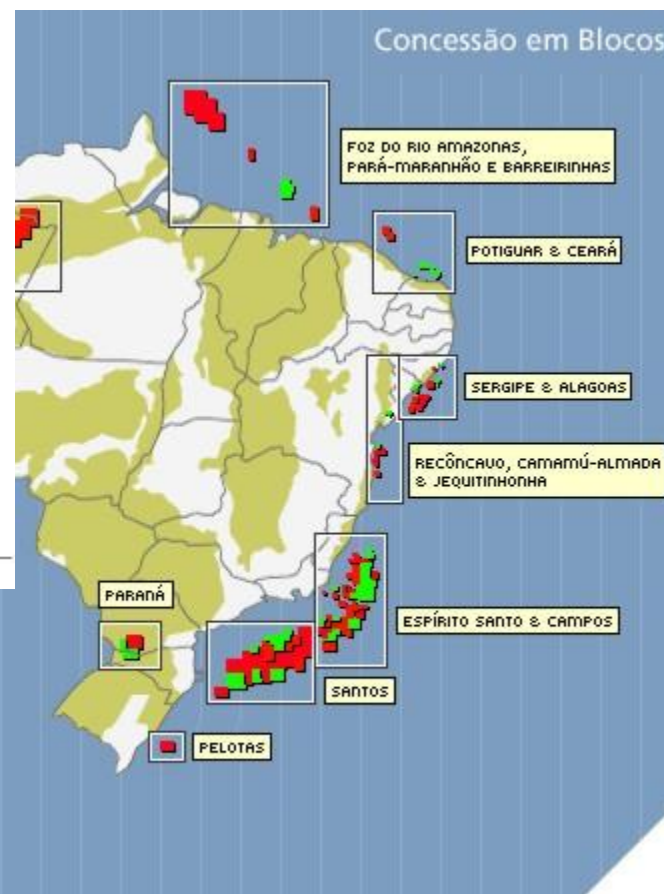 Concessão em Blocos
FOZ DO RIO AMAZONAS,
PARÁ-MARANHÃO E BARREIRINHAS
POTIGUAR & CEARÁ
SERGIPE & ALAGOAS
RECÔNCAVO, CAMAMÚ-ALMADA
& JEQUITINHONHA
PARANÁ
ESPÍRITO SANTO & CAMPOS
SANTOS
PELOTAS